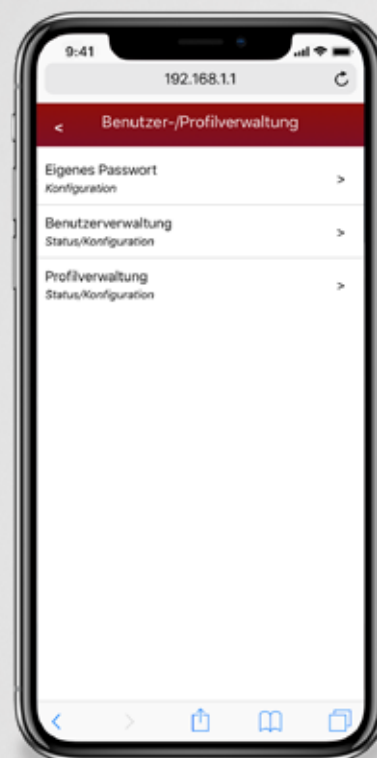 9:41
192.168.1.1
< Benutzer-/Profilverwaltung
Eigenes Passwort
Konfiguration
>
Benutzerverwaltung
Status/Konfiguration
>
Profilverwaltung
Status/Konfiguration
>